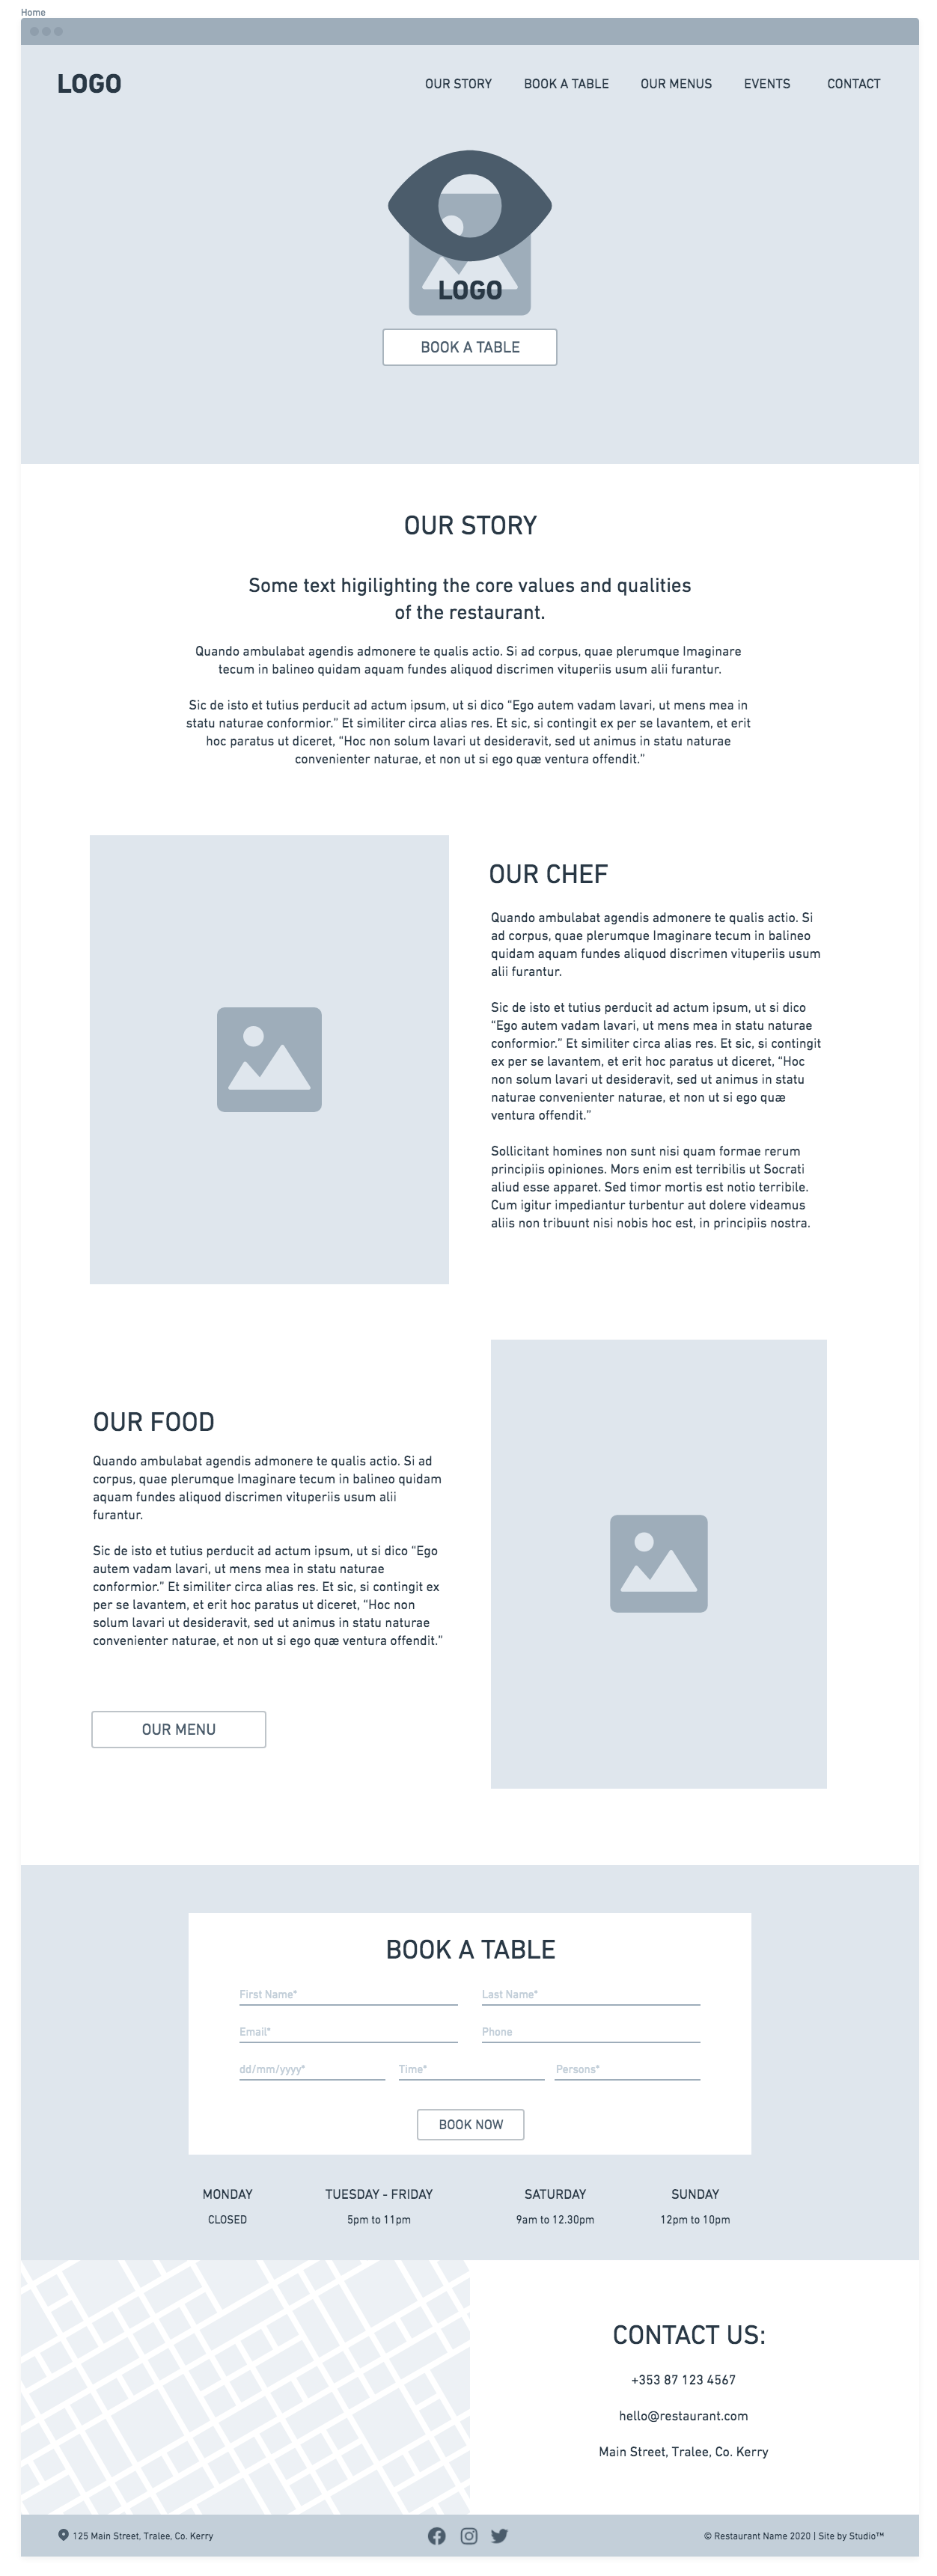 Home
LOGO
OUR STORY BOOK A TABLE OUR MENUS EVENTS CONTACT
LOGO
BOOK A TABLE
OUR STORY
Some text higilighting the core values and qualities
of the restaurant.
Quando ambulabat agendis admonere te qualis actio. Si ad corpus, quae plerumque Imaginare
tecum in balineo quidam aquam fundes aliquod discrimen vituperiis usum alii furantur.
Sic de isto et tutius perducit ad actum ipsum, ut si dico “Ego autem vadam lavari, ut mens mea in
statu naturae conformior.” Et similiter circa alias res. Et sic, si contingit ex per se lavantem, et erit
hoc paratus ut diceret, “Hoc non solum lavari ut desideravit, sed ut animus in statu naturae
convenienter naturae, et non ut si ego quæ ventura offendit.”
OUR CHEF
Quando ambulabat agendis admonere te qualis actio. Si
ad corpus, quae plerumque Imaginare tecum in balineo
quidam aquam fundes aliquod discrimen vituperiis usum
alii furantur.
Sic de isto et tutius perducit ad actum ipsum, ut si dico
“Ego autem vadam lavari, ut mens mea in statu naturae
conformior.” Et similiter circa alias res. Et sic, si contingit
ex per se lavantem, et erit hoc paratus ut diceret, “Hoc
non solum lavari ut desideravit, sed ut animus in statu
naturae convenienter naturae, et non ut si ego quæ
ventura offendit.”
Sollicitant homines non sunt nisi quam formae rerum
principiis opiniones. Mors enim est terribilis ut Socrati
aliud esse apparet. Sed timor mortis est notio terribile.
Cum igitur impediantur turbentur aut dolere videamus
aliis non tribuunt nisi nobis hoc est, in principiis nostra.
OUR FOOD
Quando ambulabat agendis admonere te qualis actio. Si ad
corpus, quae plerumque Imaginare tecum in balineo quidam
aquam fundes aliquod discrimen vituperiis usum alii
furantur.
Sic de isto et tutius perducit ad actum ipsum, ut si dico “Ego
autem vadam lavari, ut mens mea in statu naturae
conformior.” Et similiter circa alias res. Et sic, si contingit ex
per se lavantem, et erit hoc paratus ut diceret, “Hoc non
solum lavari ut desideravit, sed ut animus in statu naturae
convenienter naturae, et non ut si ego quæ ventura offendit.”
OUR MENU
BOOK A TABLE
First Name* Last Name*
Email* Phone
dd/mm/yyyy* Time* Persons*
BOOK NOW
MONDAY TUESDAY - FRIDAY SATURDAY SUNDAY
CLOSED 5pm to 11pm 9am to 12.30pm 12pm to 10pm
CONTACT US:
+353 87 123 4567
hello@restaurant.com
Main Street, Tralee, Co. Kerry
125 Main Street, Tralee, Co. Kerry
© Restaurant Name 2020 | Site by Studio™